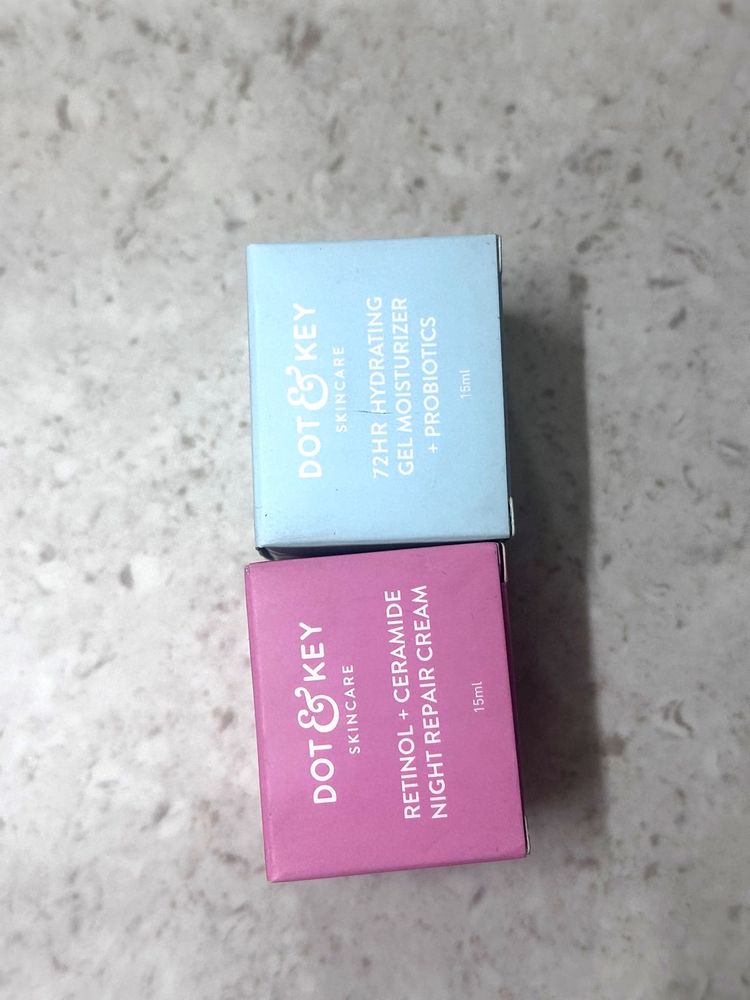 DOT & KEY
SKINCARE
72HR HYDRATING
GEL MOISTURIZER
+ PROBIOTICS
15ml
DOT & KEY
SKINCARE
RETINOL + CERAMIDE
NIGHT REPAIR CREAM
15ml